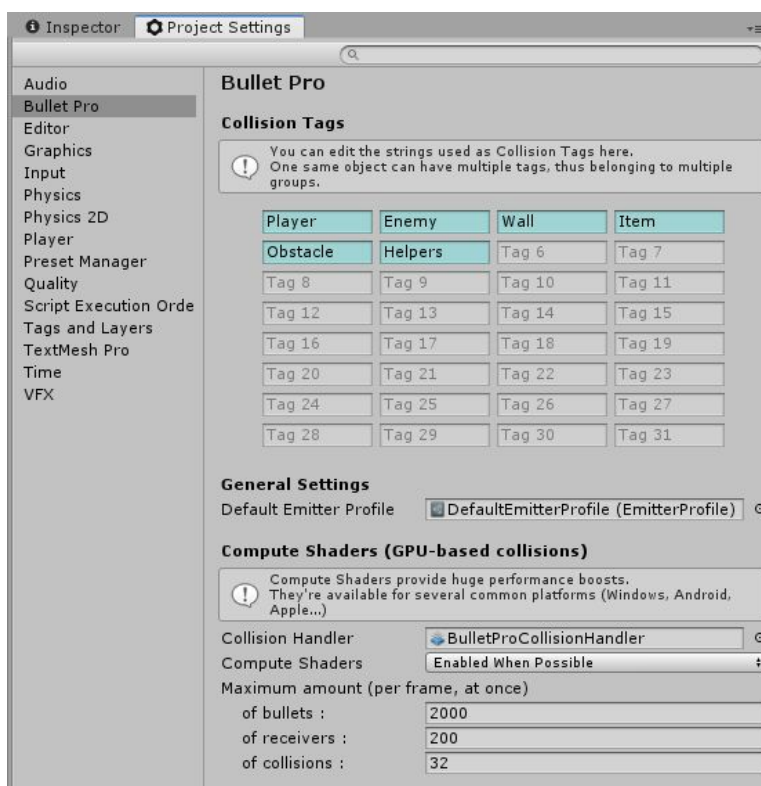 Inspector Project Settings
Audio
Bullet Pro
Editor
Graphics
Input
Physics
Physics 2D
Player
Preset Manager
Quality
Script Execution Orde
Tags and Layers
TextMesh Pro
Time
VFX
Bullet Pro
Collision Tags
You can edit the strings used as Collision Tags here.
One same object can have multiple tags, thus belonging to multiple
groups.
Player Enemy Wall Item
Obstacle Helpers Tag 6 Tag 7
Tag 8 Tag 9 Tag 10 Tag 11
Tag 12 Tag 13 Tag 14 Tag 15
Tag 16 Tag 17 Tag 18 Tag 19
Tag 20 Tag 21 Tag 22 Tag 23
Tag 24 Tag 25 Tag 26 Tag 27
Tag 28 Tag 29 Tag 30 Tag 31
General Settings
Default Emitter Profile DefaultEmitterProfile (EmitterProfile)
Compute Shaders (GPU-based collisions)
Compute Shaders provide huge performance boosts.
They're available for several common platforms (Windows, Android,
Apple...)
Collision Handler BulletProCollisionHandler
Compute Shaders Enabled When Possible
Maximum amount (per frame, at once)
of bullets : 2000
of receivers : 200
of collisions : 32